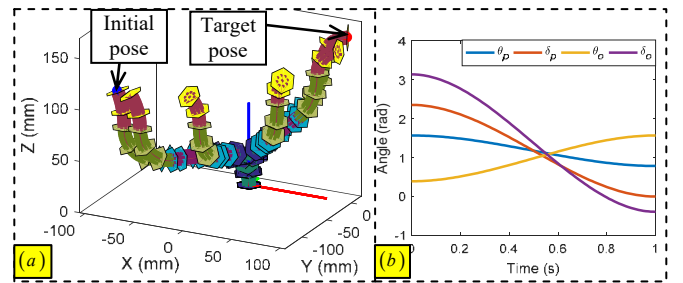 Initial
pose
Target
pose
150
100
50
0
Z (mm)
-100
-50
0
50
100
X (mm)
-100
-50
0
Y (mm)
(a)
4
3
2
1
0
-1
Angle (rad)
θp δp θo δo
0 0.2 0.4 0.6 0.8 1
Time (s)
(b)